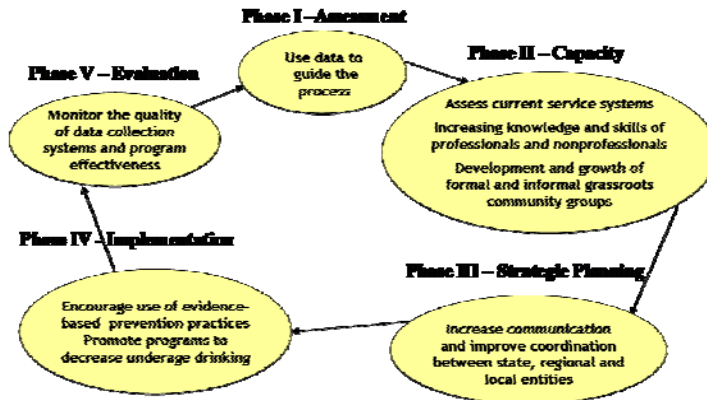 Phase I – Assessment
Use data to
guide the
process
Phase II – Capacity
Assess current service systems
Increasing knowledge and skills of
professionals and nonprofessionals
Development and growth of
formal and informal grassroots
community groups
Phase III – Strategic Planning
Increase communication
and improve coordination
between state, regional and
local entities
Phase IV – Implementation
Encourage use of evidence-
based prevention practices
Promote programs to
decrease underage drinking
Phase V – Evaluation
Monitor the quality
of data collection
systems and program
effectiveness